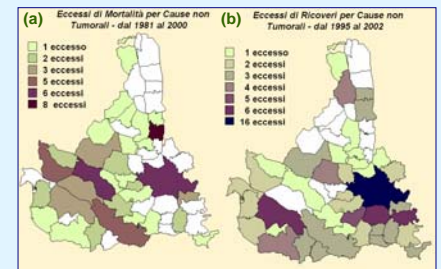 (a)
Eccessi di Mortalità per Cause non
Tumorali - dal 1981 al 2000
1 eccesso
2 eccessi
3 eccessi
5 eccessi
6 eccessi
8 eccessi
(b)
Eccessi di Ricoveri per Cause non
Tumorali - dal 1995 al 2002
1 eccesso
2 eccessi
3 eccessi
4 eccessi
5 eccessi
6 eccessi
16 eccessi